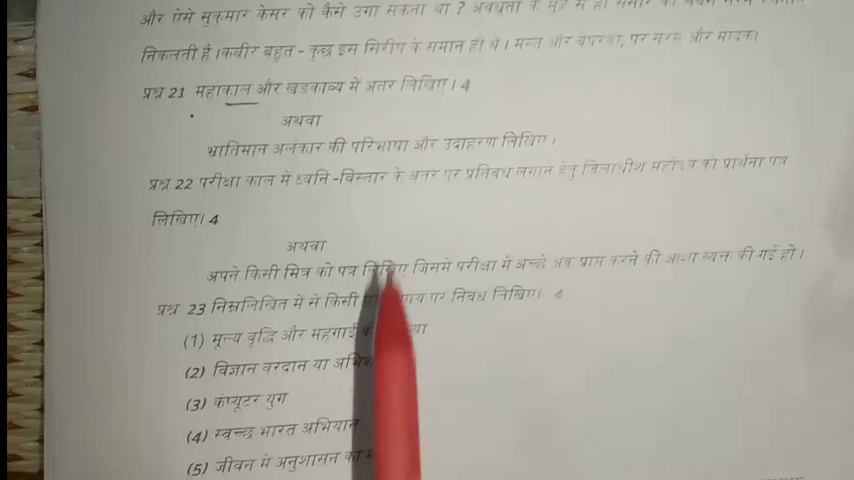 और ऐसे सुकुमार केसर को कैसे उगा सकता था? अवधूतों के मुंह से ही संसार की
निकलती है।कबीर बहुत- कुछ इस सिरीष के समान ही थे। मस्त और बेपरवा, पर सरस और मादक।
प्रश्न 21 महाकाल और खंडकाव्य में अंतर लिखिए। 4
अथवा
भ्रांतिमान अलंकार की परिभाषा और उदाहरण लिखिए।
प्रश्न 22 परीक्षा काल में ध्वनि-विस्तार के अंतर पर प्रतिबंध लगाने हेतु जिलाधीश महोदय को प्रार्थना पत्र
लिखिए। 4
अथवा
अपने किसी मित्र को पत्र लिखिए जिसमें परीक्षा में अच्छे अंक प्राप्त करने की आशा व्यक्त की गई हो।
प्रश्न 23 निम्नलिखित में से किसी पर निबंध लिखिए। 4
(1) मूल्य वृद्धि और महंगाई
(2) विज्ञान वरदान या
(3) कंप्यूटर युग
(4) स्वच्छ भारत अभियान
(5) जीवन में अनुशासन का